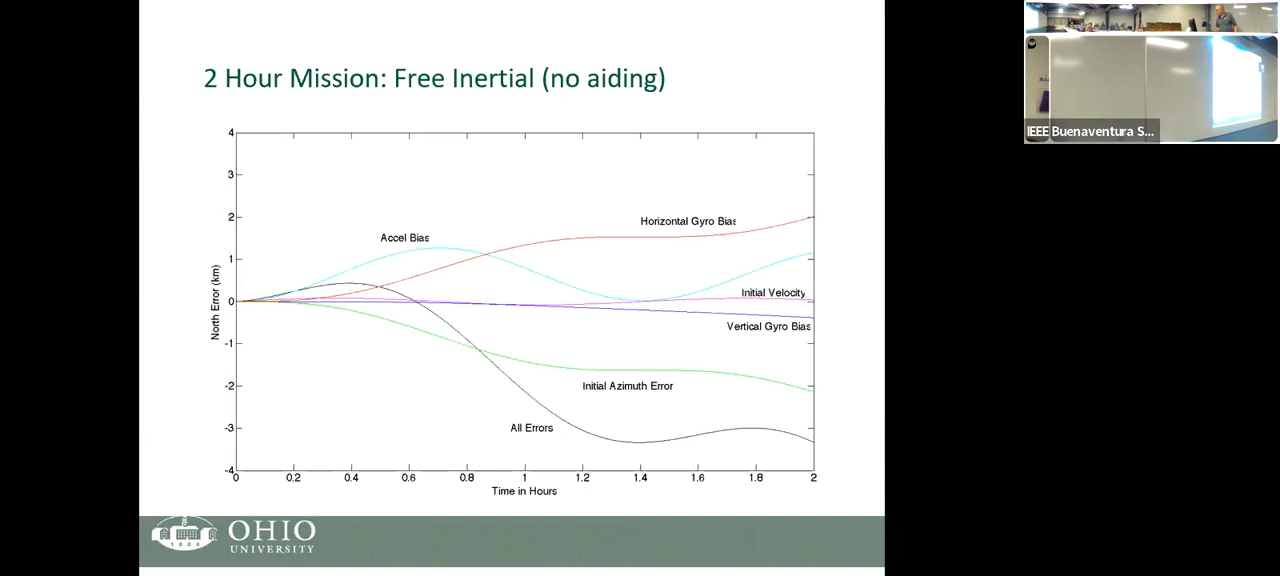 2 Hour Mission: Free Inertial (no aiding)
4
3
2
1
0
-1
-2
-3
-4
North Error (km)
Horizontal Gyro Bias
Accel Bias
Initial Velocity
Vertical Gyro Bias
Initial Azimuth Error
All Errors
0 0.2 0.4 0.6 0.8 1 1.2 1.4 1.6 1.8 2
Time in Hours
1804
OHIO
UNIVERSITY
IEEE Buenaventura S...